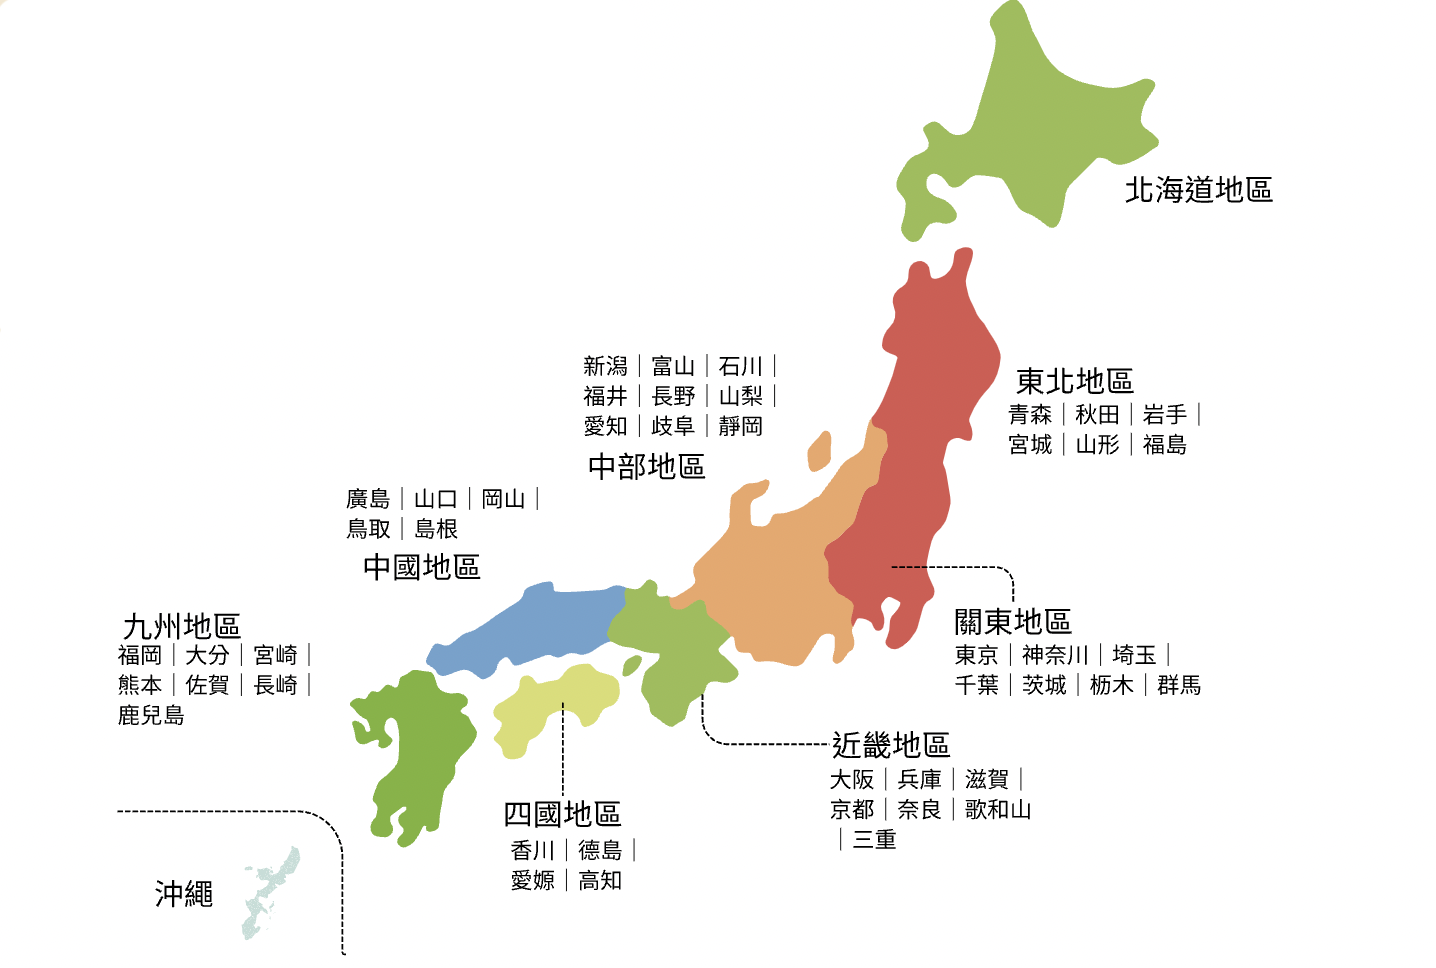 北海道地區
新潟｜富山｜石川｜
福井｜長野｜山梨｜
愛知｜歧阜｜靜岡
中部地區
東北地區
青森｜秋田｜岩手｜
宮城｜山形｜福島
廣島｜山口｜岡山｜
鳥取｜島根
中國地區
九州地區
福岡｜大分｜宮崎｜
熊本｜佐賀｜長崎｜
鹿兒島
關東地區
東京｜神奈川｜埼玉｜
千葉｜茨城｜栃木｜群馬
近畿地區
大阪｜兵庫｜滋賀｜
京都｜奈良｜歌和山
｜三重
四國地區
香川｜德島｜
愛嫄｜高知
沖繩